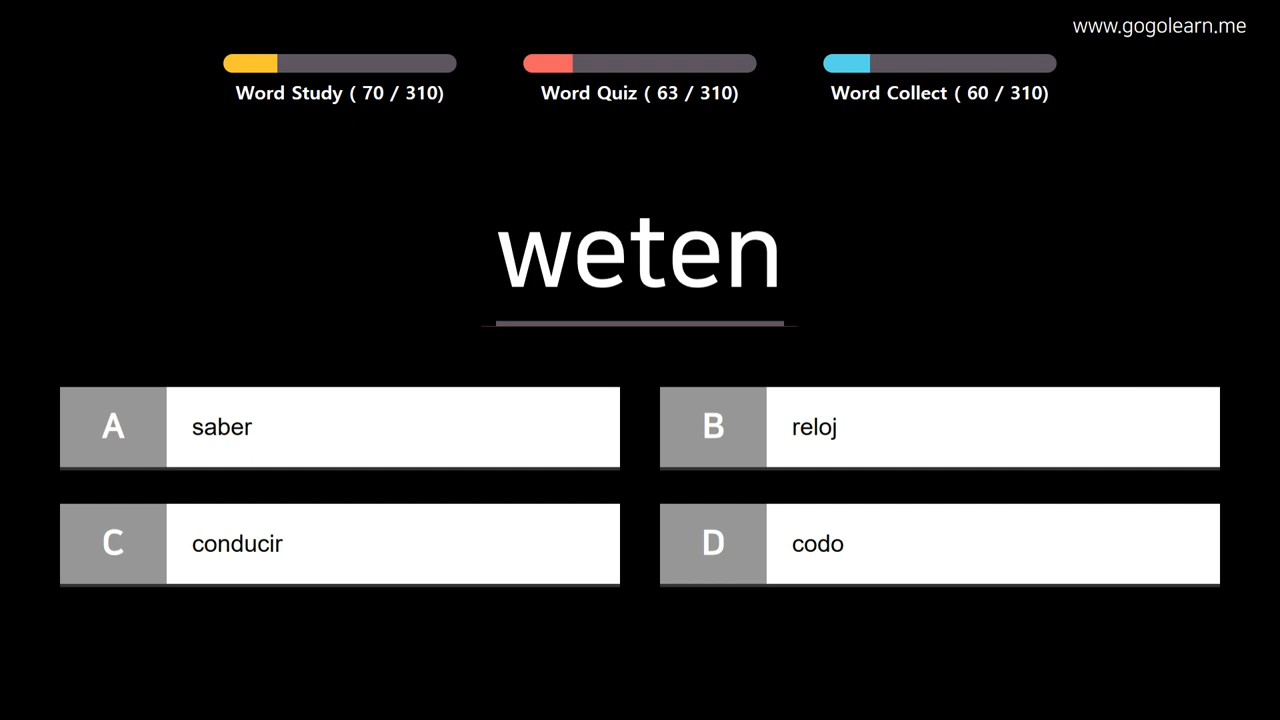 www.gogolearn.me
Word Study ( 70 / 310)
Word Quiz ( 63 / 310)
Word Collect ( 60 / 310)
weten
A saber
B reloj
C conducir
D codo